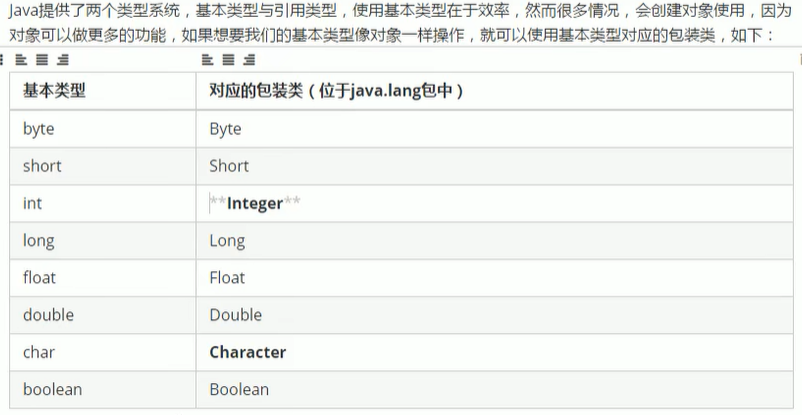 Java提供了两个类型系统，基本类型与引用类型，使用基本类型在于效率，然而很多情况，会创建对象使用，因为
对象可以做更多的功能，如果想要我们的基本类型像对象一样操作，就可以使用基本类型对应的包装类，如下：
基本类型 对应的包装类（位于java.lang包中）
byte Byte
short Short
int **Integer**
long Long
float Float
double Double
char Character
boolean Boolean